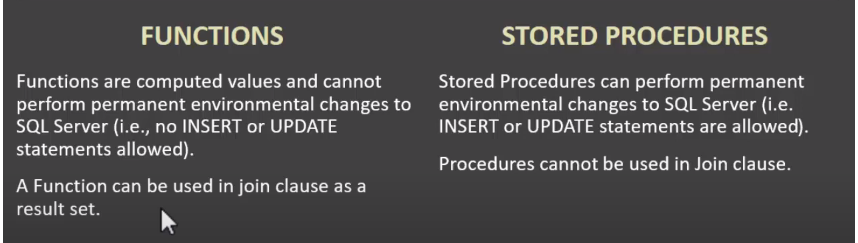 FUNCTIONS
Functions are computed values and cannot
perform permanent environmental changes to
SQL Server (i.e., no INSERT or UPDATE
statements allowed).
A Function can be used in join clause as a
result set.
STORED PROCEDURES
Stored Procedures can perform permanent
environmental changes to SQL Server (i.e.
INSERT or UPDATE statements are allowed).
Procedures cannot be used in Join clause.